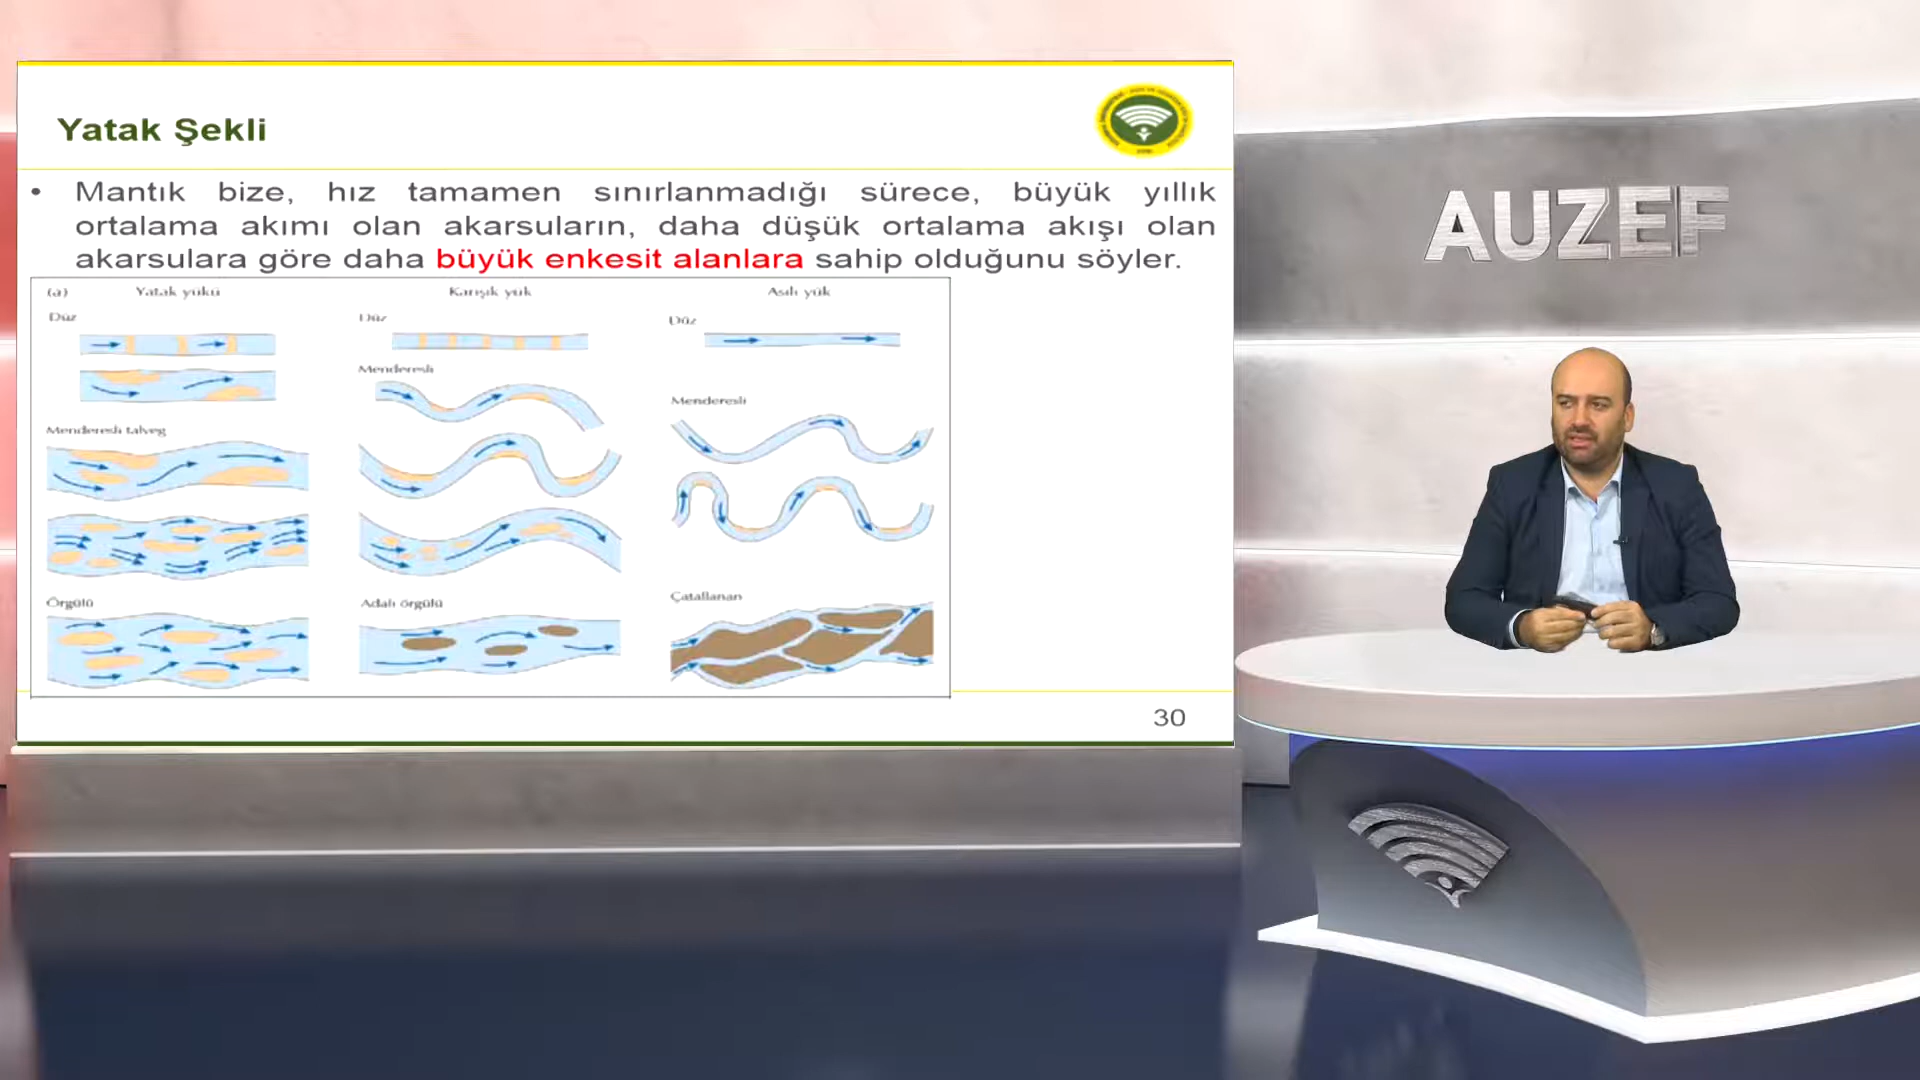 Yatak Şekli
• Mantık bize, hız tamamen sınırlanmadığı sürece, büyük yıllık
ortalama akımı olan akarsuların, daha düşük ortalama akışı olan
akarsulara göre daha büyük enkesit alanlara sahip olduğunu söyler.
(a) Yatak yükü Karışık yük Asılı yük
Düz Düz Düz
Menderesli
Menderesli
Menderesli talveg
Örgülü Adalı örgülü Çatallanan
30
AUZEF